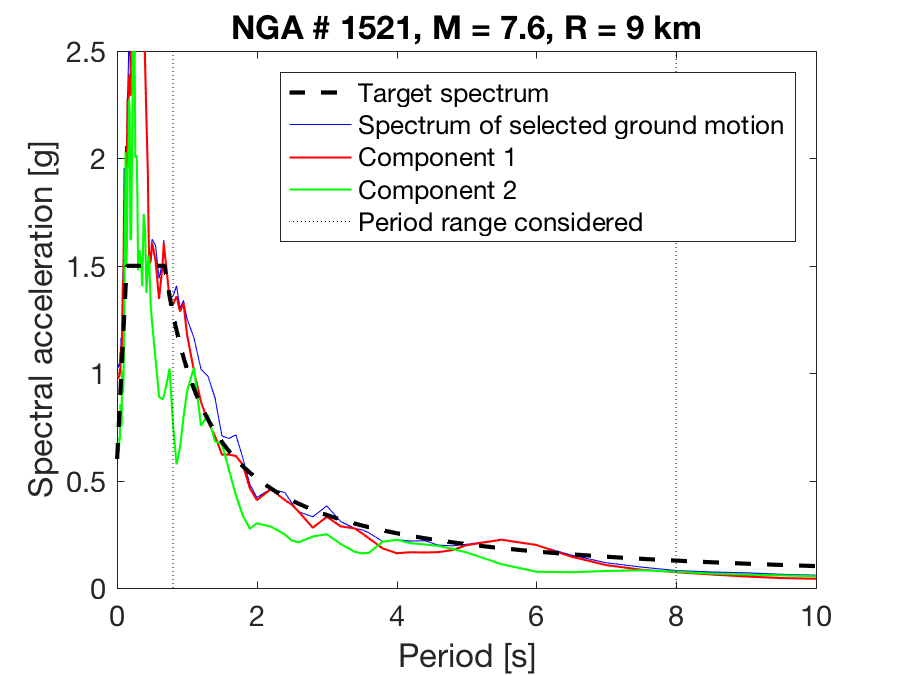 NGA # 1521, M = 7.6, R = 9 km
2.5
2
1.5
1
0.5
0
Spectral acceleration [g]
Target spectrum
Spectrum of selected ground motion
Component 1
Component 2
Period range considered
0 2 4 6 8 10
Period [s]